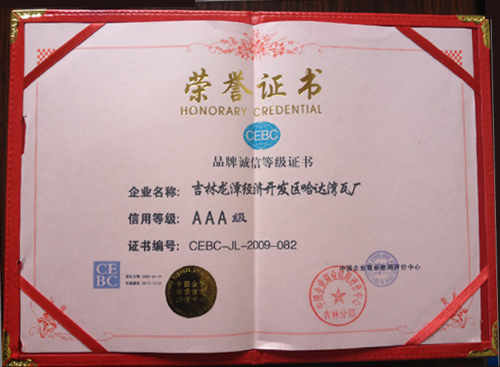 荣誉证书
HONORARY CREDENTIAL
CEBC
品牌诚信等级证书
企业名称: 吉林龙潭经济开发区哈达湾瓦厂
信用等级: AAA级
证书编号: CEBC-JL-2009-082
CE
BC